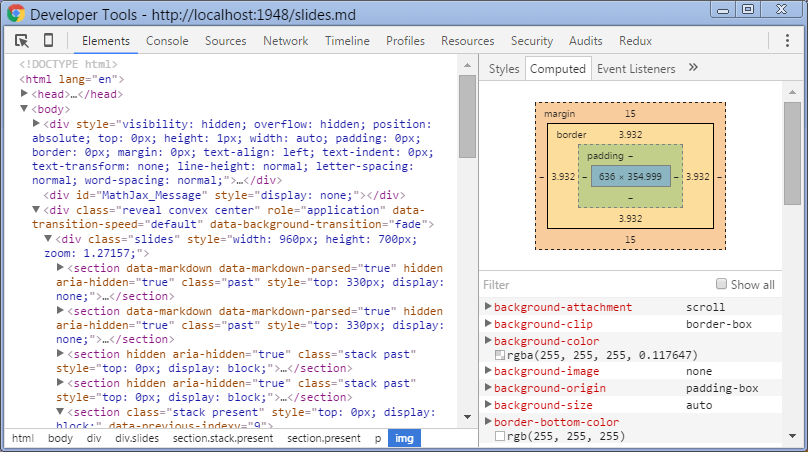 Developer Tools - http://localhost:1948/slides.md
Elements Console Sources Network Timeline Profiles Resources Security Audits Redux
<!DOCTYPE html>
<html lang="en">
<head>…</head>
<body>
<div style="visibility: hidden; overflow: hidden; position:
absolute; top: 0px; height: 1px; width: auto; padding: 0px;
border: 0px; margin: 0px; text-align: left; text-indent: 0px;
text-transform: none; line-height: normal; letter-spacing:
normal; word-spacing: normal;">…</div>
<div id="MathJax_Message" style="display: none;"></div>
<div class="reveal convex center" role="application" data-
transition-speed="default" data-background-transition="fade">
<div class="slides" style="width: 960px; height: 700px;
zoom: 1.27157;">
<section data-markdown data-markdown-parsed="true" hidden
aria-hidden="true" class="past" style="top: 330px; display:
none;">…</section>
<section data-markdown data-markdown-parsed="true" hidden
aria-hidden="true" class="past" style="top: 330px; display:
none;">…</section>
<section hidden aria-hidden="true" class="stack past"
style="top: 0px; display: block;">…</section>
<section hidden aria-hidden="true" class="stack past"
style="top: 0px; display: block;">…</section>
<section class="stack present" style="top: 0px; display:
block;" data-previous-indexv="9">
html body div div.slides section.stack.present section.present p img
Styles Computed Event Listeners »
margin 15
border 3.932
padding –
– 3.932 – 636 × 354.999 – 3.932 –
–
3.932
15
Filter Show all
background-attachment scroll
background-clip border-box
background-color
rgba(255, 255, 255, 0.117647)
background-image none
background-origin padding-box
background-size auto
border-bottom-color
rgb(255, 255, 255)